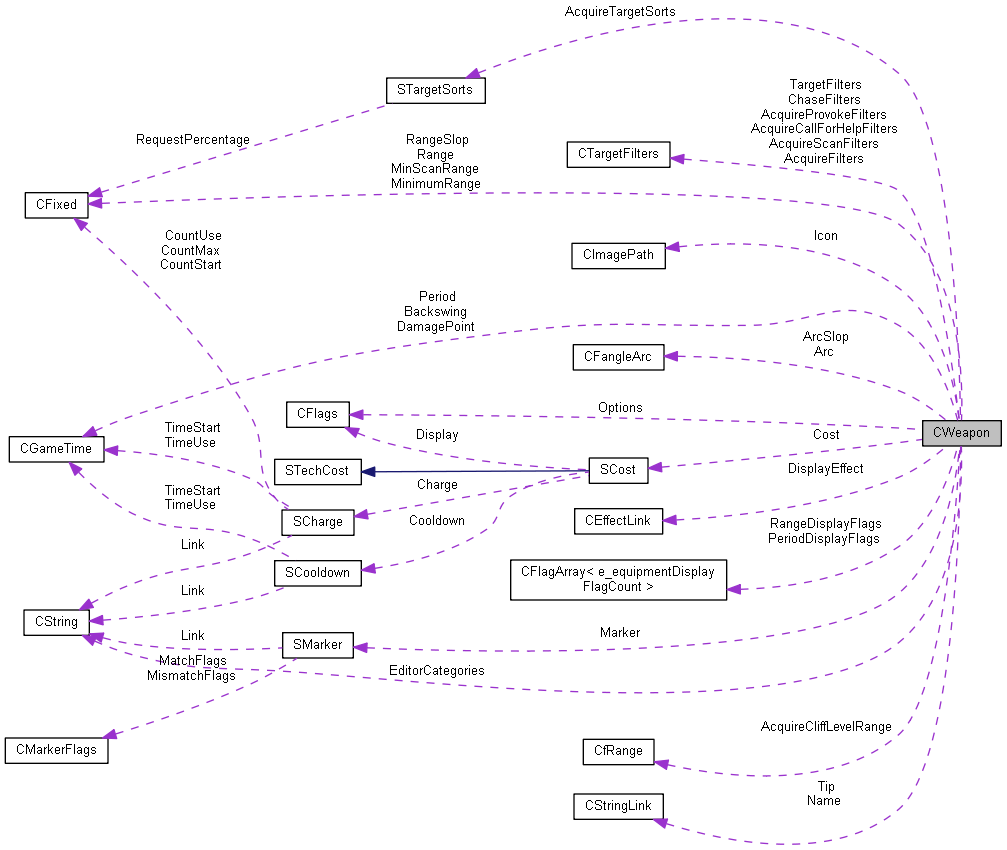 AcquireTargetSorts
STargetSorts
TargetFilters
ChaseFilters
AcquireProvokeFilters
AcquireCallForHelpFilters
AcquireScanFilters
AcquireFilters
RequestPercentage
RangeSlop
Range
MinScanRange
MinimumRange
CTargetFilters
CFixed
CountUse
CountMax
CountStart
Icon
CImagePath
Period
Backswing
DamagePoint
ArcSlop
Arc
CFangleArc
Options
CFlags
TimeStart
TimeUse
Display
Cost
CWeapon
CGameTime
STechCost
SCost
DisplayEffect
Charge
TimeStart
TimeUse
SCharge
Cooldown
CEffectLink
RangeDisplayFlags
PeriodDisplayFlags
Link
SCooldown
CFlagArray< e_equipmentDisplay
FlagCount >
Link
CString
Link
SMarker
Marker
MatchFlags
MismatchFlags
EditorCategories
AcquireCliffLevelRange
CMarkerFlags
CfRange
Tip
Name
CStringLink